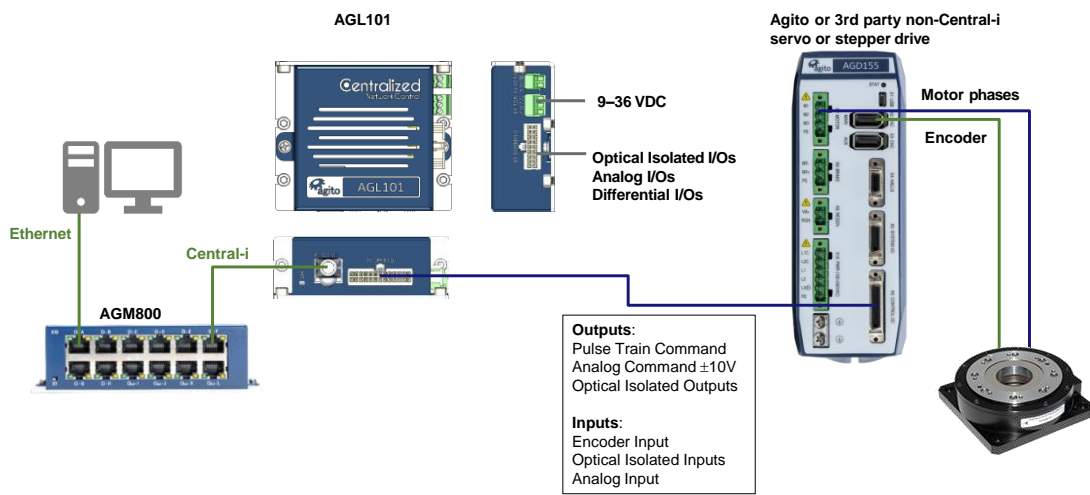 AGL101
Agito or 3rd party non-Central-i
servo or stepper drive
Centralized
Network Control
agito
AGL101
9–36 VDC
Optical Isolated I/Os
Analog I/Os
Differential I/Os
agito AGD155
Motor phases
Encoder
Ethernet
Central-i
AGM800
Outputs:
Pulse Train Command
Analog Command ±10V
Optical Isolated Outputs
Inputs:
Encoder Input
Optical Isolated Inputs
Analog Input